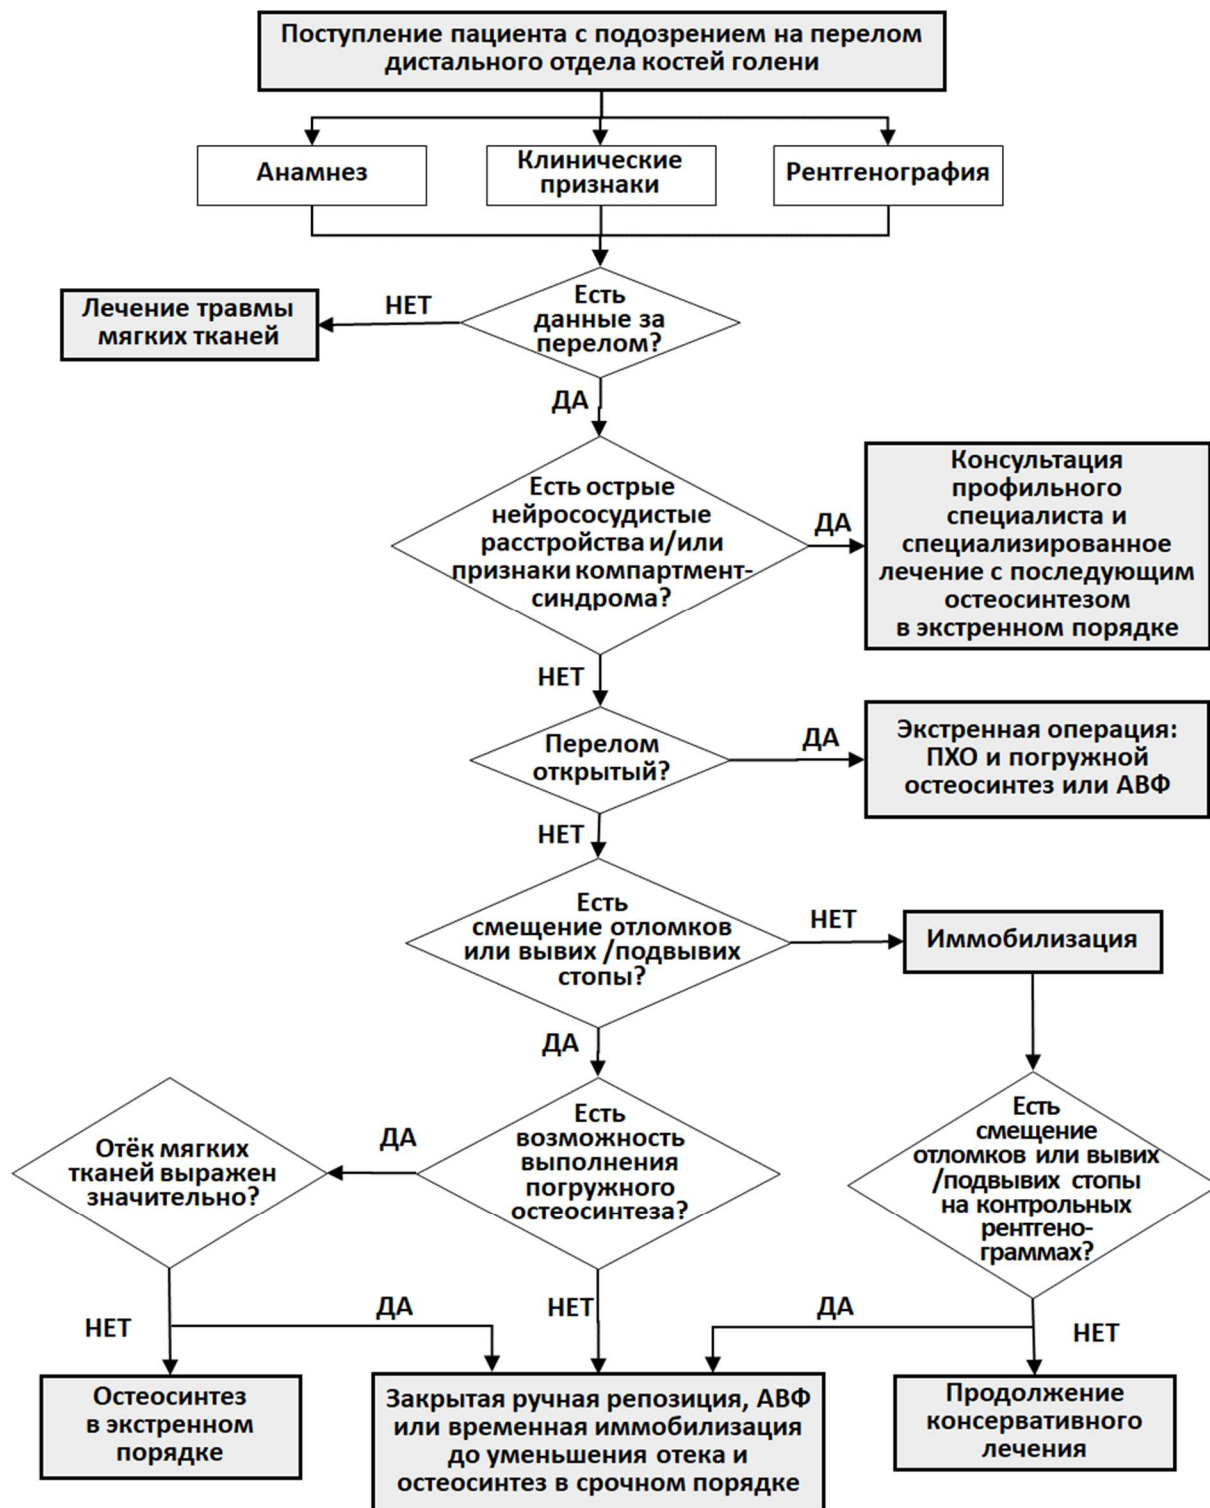 Поступление пациента с подозрением на перелом
дистального отдела костей голени
Анамнез
Клинические
признаки
Рентгенография
Есть
данные за
перелом?
НЕТ
Лечение травмы
мягких тканей
ДА
Есть острые
нейрососудистые
расстройства и/или
признаки компартмент-
синдрома?
ДА
Консультация
профильного
специалиста и
специализированное
лечение с последующим
остеосинтезом
в экстренном порядке
НЕТ
Перелом
открытый?
ДА
Экстренная операция:
ПХО и погружной
остеосинтез или АВФ
НЕТ
Есть
смещение отломков
или вывих /подвывих
стопы?
НЕТ
Иммобилизация
ДА
Есть
возможность
выполнения
погружного
остеосинтеза?
ДА
Отёк мягких
тканей выражен
значительно?
Есть
смещение
отломков или вывих
/подвывих стопы
на контрольных
рентгено-
граммах?
НЕТ
ДА
НЕТ
ДА
НЕТ
Остеосинтез
в экстренном
порядке
Закрытая ручная репозиция, АВФ
или временная иммобилизация
до уменьшения отека и
остеосинтез в срочном порядке
Продолжение
консервативного
лечения